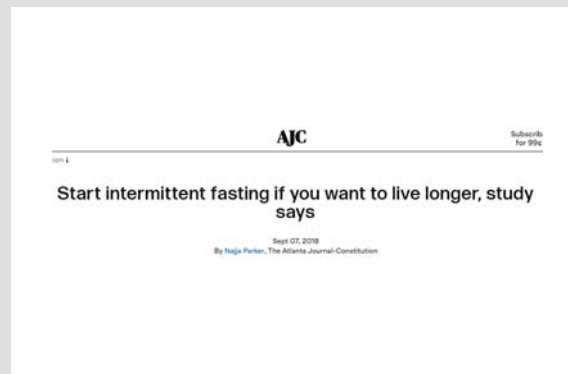 AJC
Subscrib
for 99¢
ion
Start intermittent fasting if you want to live longer, study
says
Sept 07, 2018
By Najja Parker, The Atlanta Journal-Constitution